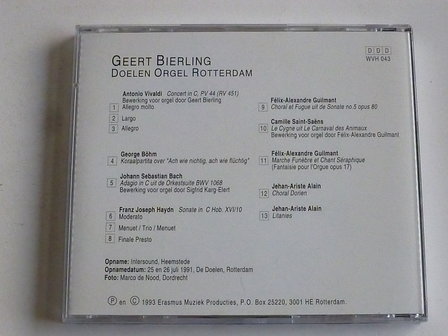 GEERT BIERLING
DOELEN ORGEL ROTTERDAM
DDD
WVH 043
Antonio Vivaldi Concert in C, PV 44 (RV 451)
Bewerking voor orgel door Geert Bierling
1 Allegro molto
2 Largo
3 Allegro
George Böhm
4 Koraalpartita over "Ach wie nichtig, ach wie flüchtig"
Johann Sebastian Bach
5 Adagio in C uit de Orkestsuite BWV 1068
Bewerking voor orgel door Sigfrid Karg-Elert
Franz Joseph Haydn Sonate in C Hob. XVI/10
6 Moderato
7 Menuet / Trio / Menuet
8 Finale Presto
Félix-Alexandre Guilmant
9 Choral et Fugue uit de Sonate no.5 opus 80
Camille Saint-Saëns
10 Le Cygne uit Le Carnaval des Animaux
Bewerking voor orgel door Félix-Alexandre Guilmant
Félix-Alexandre Guilmant
11 Marche Funèbre et Chant Séraphique
(Fantaisie pour l'Orgue opus 17)
Jehan-Ariste Alain
12 Choral Dorien
Jehan-Ariste Alain
13 Litanies
Opname: Intersound, Heemstede
Opnamedatum: 25 en 26 juli 1991, De Doelen, Rotterdam
Foto: Marco de Nood, Dordrecht
Ⓟ en Ⓒ 1993 Erasmus Muziek Producties, P.O. Box 25220, 3001 HE Rotterdam.